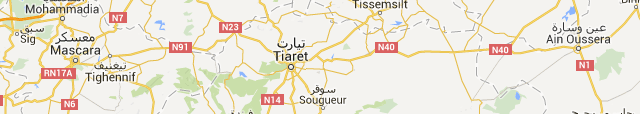 Mohammadia
N7
Tissemsilt
سيق
Sig
N23
عين وسارة
Ain Oussera
معسكر
Mascara
N91
تيارت
Tiaret
N40
N40
RN17A
تيغنيف
Tighennif
N1
N6
N14
سوقر
Sougueur